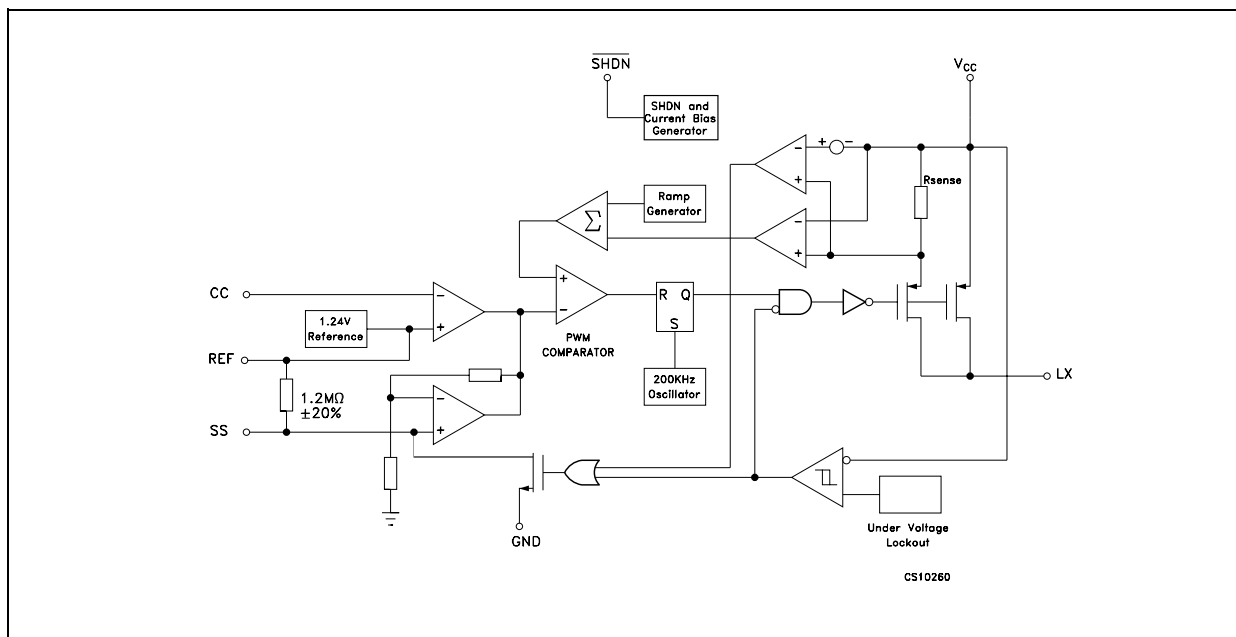 SHDN
VCC
SHDN and
Current Bias
Generator
+ -
-
+
Rsense
Ramp
Generator
Σ
-
+
CC
-
+
+
-
R Q
S
1.24V
Reference
PWM
COMPARATOR
REF
200KHz
Oscillator
LX
1.2MΩ
±20%
-
+
SS
GND
Under Voltage
Lockout
CS10260